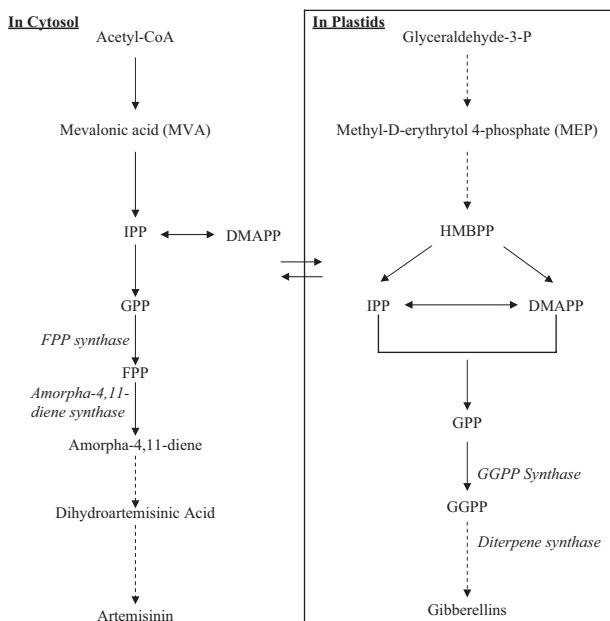 In Cytosol
Acetyl-CoA
Mevalonic acid (MVA)
IPP
DMAPP
GPP
FPP synthase
FPP
Amorpha-4,11-
diene synthase
Amorpha-4,11-diene
Dihydroartemisinic Acid
Artemisinin
In Plastids
Glyceraldehyde-3-P
Methyl-D-erythrytol 4-phosphate (MEP)
HMBPP
IPP
DMAPP
GPP
GGPP Synthase
GGPP
Diterpene synthase
Gibberellins